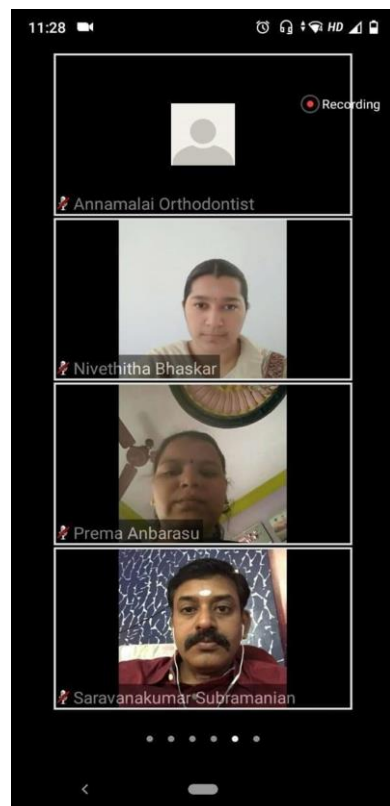 11:28
HD
Recording
Annamalai Orthodontist
Nivethitha Bhaskar
Prema Anbarasu
Saravanakumar Subramanian